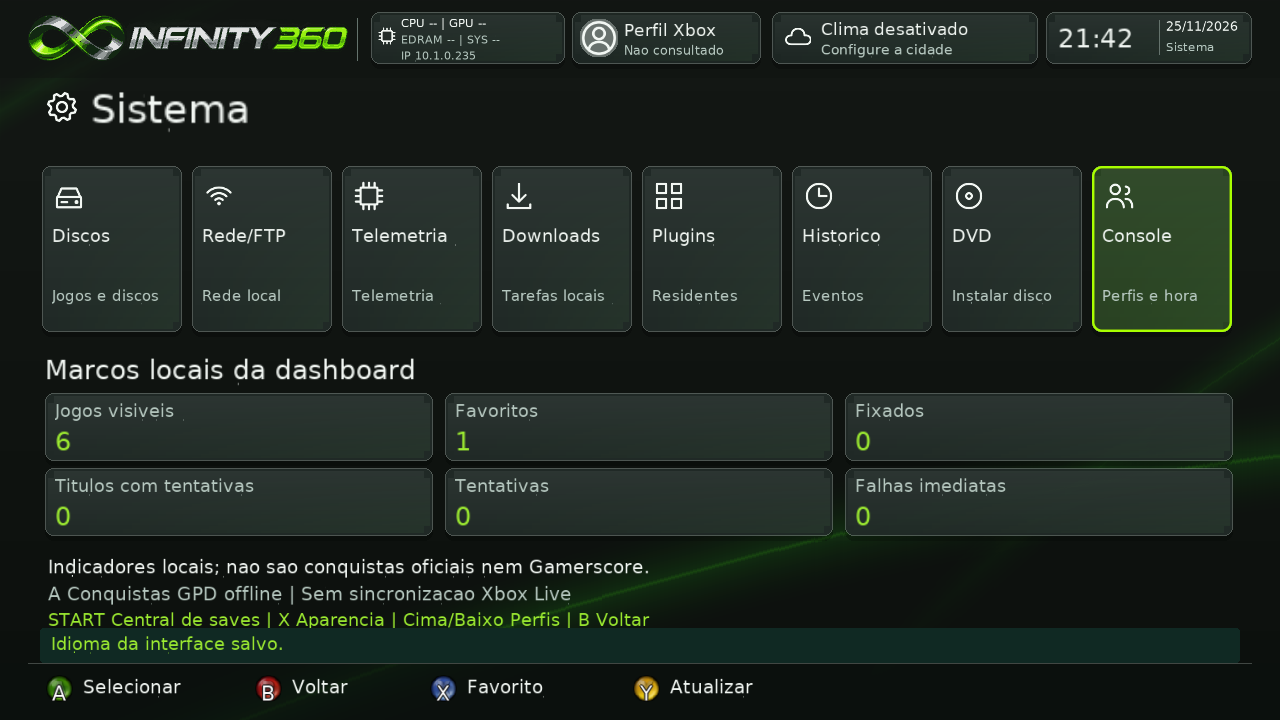 INFINITY 360
CPU -- | GPU --
EDRAM -- | SYS --
IP 10.1.0.235
Perfil Xbox
Nao consultado
Clima desativado
Configure a cidade
21:42
25/11/2026
Sistema
Sistema
Discos
Jogos e discos
Rede/FTP
Rede local
Telemetria
Telemetria
Downloads
Tarefas locais
Plugins
Residentes
Historico
Eventos
DVD
Instalar disco
Console
Perfis e hora
Marcos locais da dashboard
Jogos visiveis
6
Favoritos
1
Fixados
0
Titulos com tentativas
0
Tentativas
0
Falhas imediatas
0
Indicadores locais; nao sao conquistas oficiais nem Gamerscore.
A Conquistas GPD offline | Sem sincronizacao Xbox Live
START Central de saves | X Aparencia | Cima/Baixo Perfis | B Voltar
Idioma da interface salvo.
A Selecionar
B Voltar
X Favorito
Y Atualizar